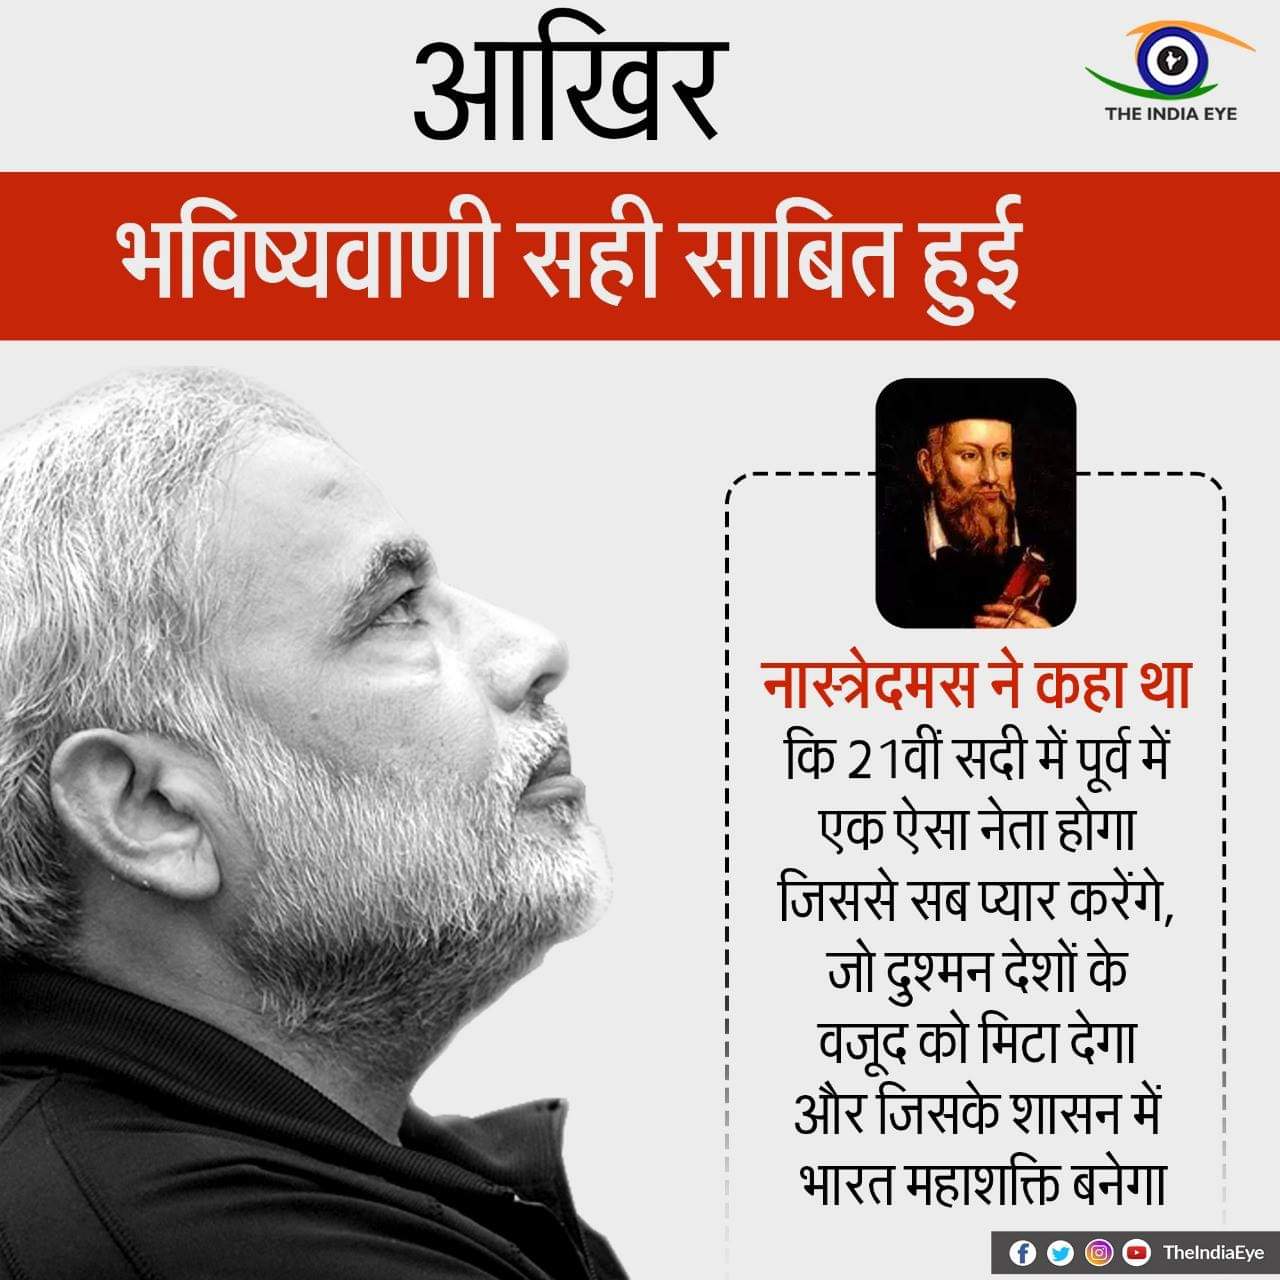 आखिर
THE INDIA EYE
भविष्यवाणी सही साबित हुई
नास्त्रेदमस ने कहा था
कि 21वीं सदी में पूर्व में
एक ऐसा नेता होगा
जिससे सब प्यार करेंगे,
जो दुश्मन देशों के
वजूद को मिटा देगा
और जिसके शासन में
भारत महाशक्ति बनेगा
TheIndiaEye